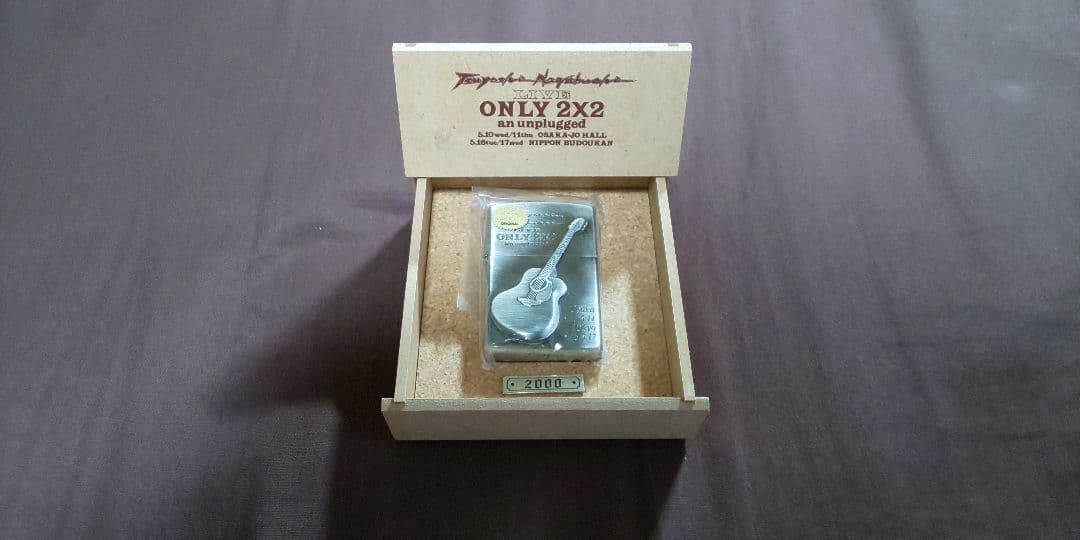 Tsuyoshi Nagabuchi
LIVE
ONLY 2X2
an unplugged
5.10wed/11thu OSAKA-JO HALL
5.16tue/17wed NIPPON BUDOUKAN
ORIGINAL
ONLY 2X2
2000